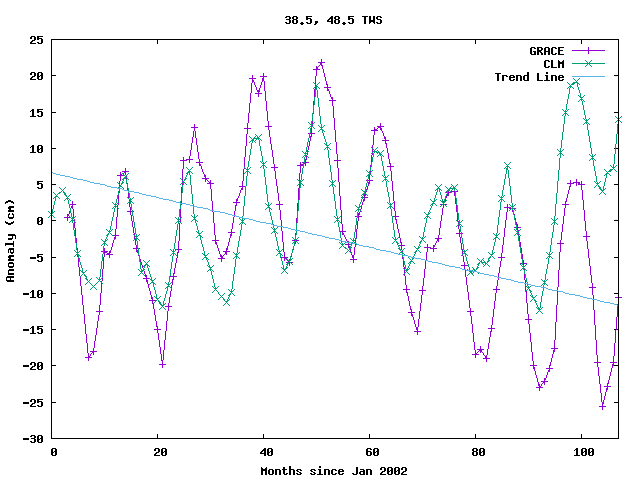 38.5, 48.5 TWS
GRACE
CLM
Trend Line
25
20
15
10
5
0
-5
-10
-15
-20
-25
-30
Anomaly (cm)
0 20 40 60 80 100
Months since Jan 2002